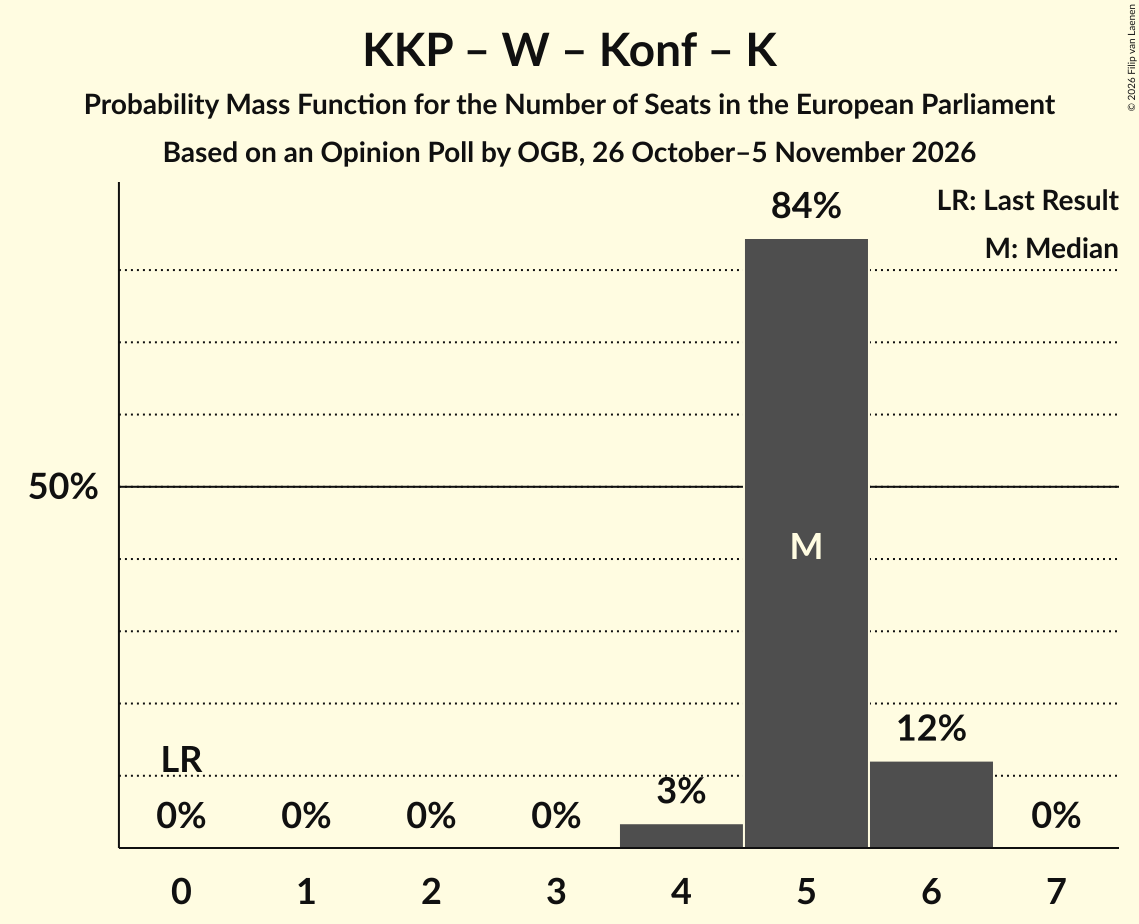 KKP – W – Konf – K
Probability Mass Function for the Number of Seats in the European Parliament
Based on an Opinion Poll by OGB, 26 October–5 November 2026
© 2026 Filip van Laenen
LR: Last Result
M: Median
84%
50%
M
12%
LR
3%
0% 0% 0% 0% 0%
0 1 2 3 4 5 6 7